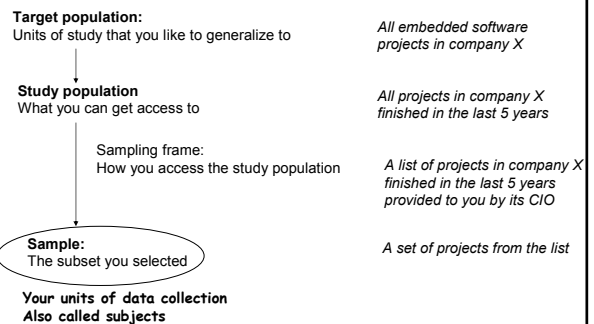 Target population:
Units of study that you like to generalize to
All embedded software
projects in company X
Study population
What you can get access to
All projects in company X
finished in the last 5 years
Sampling frame:
How you access the study population
A list of projects in company X
finished in the last 5 years
provided to you by its CIO
Sample:
The subset you selected
A set of projects from the list
Your units of data collection
Also called subjects